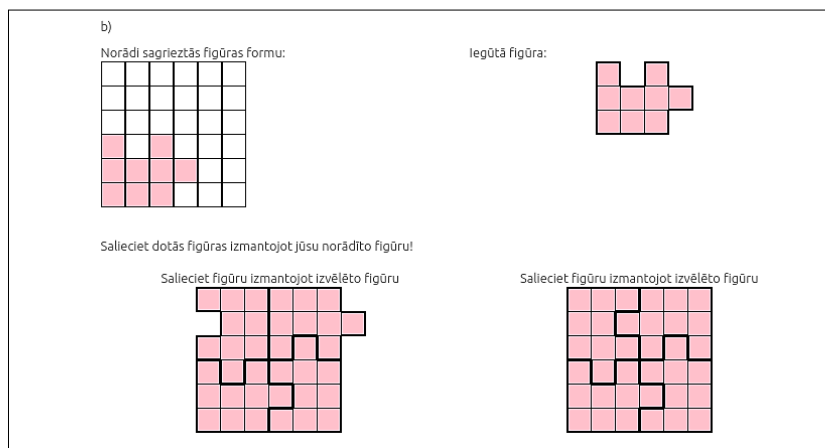 b)
Norādi sagrieztās figūras formu:
Iegūtā figūra:
Salieciet dotās figūras izmantojot jūsu norādīto figūru!
Salieciet figūru izmantojot izvēlēto figūru
Salieciet figūru izmantojot izvēlēto figūru